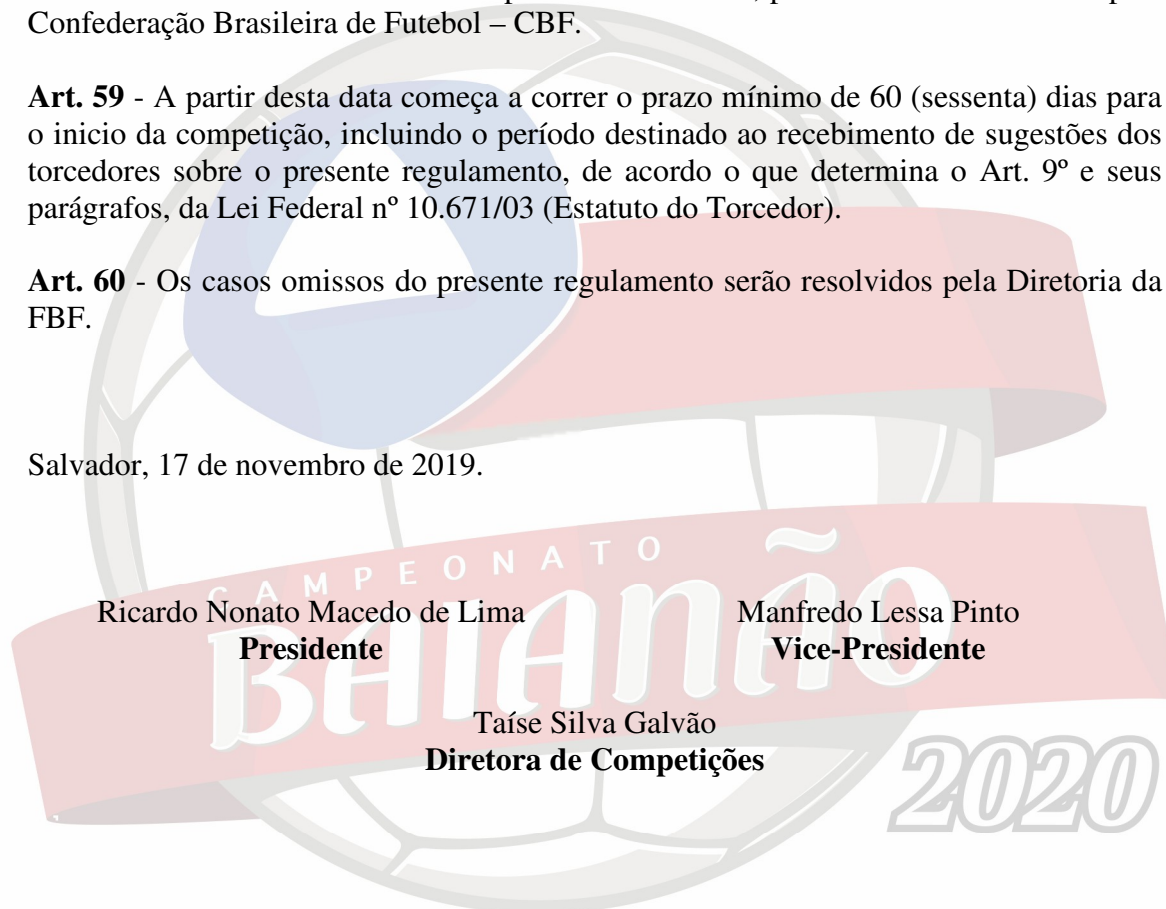 Confederação Brasileira de Futebol – CBF.
Art. 59 - A partir desta data começa a correr o prazo mínimo de 60 (sessenta) dias para
o inicio da competição, incluindo o período destinado ao recebimento de sugestões dos
torcedores sobre o presente regulamento, de acordo o que determina o Art. 9º e seus
parágrafos, da Lei Federal nº 10.671/03 (Estatuto do Torcedor).
Art. 60 - Os casos omissos do presente regulamento serão resolvidos pela Diretoria da
FBF.
Salvador, 17 de novembro de 2019.
CAMPEONATO
Ricardo Nonato Macedo de Lima Manfredo Lessa Pinto
Presidente Vice-Presidente
BAIANÃO
Taíse Silva Galvão
Diretora de Competições
2020